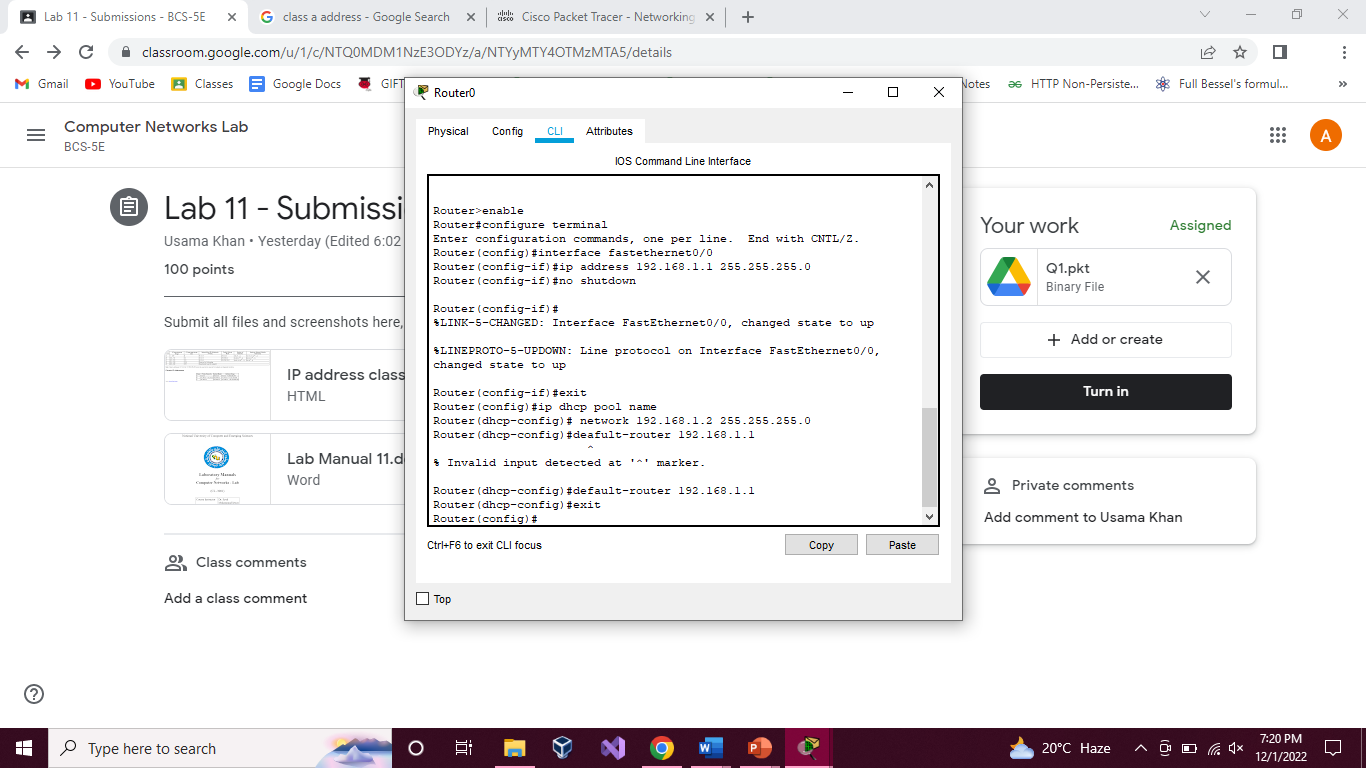 Lab 11 - Submissions - BCS-5E
class a address - Google Search
Cisco Packet Tracer - Networking
classroom.google.com/u/1/c/NTQ0MDM1NzE3ODYz/a/NTYyMTY4OTMzMTA5/details
Gmail
YouTube
Classes
Google Docs
GIFT
Notes
HTTP Non-Persiste...
Full Bessel's formul...
»
Computer Networks Lab
BCS-5E
A
Lab 11 - Submissi
Usama Khan • Yesterday (Edited 6:02
100 points
Submit all files and screenshots here,
IP address class
HTML
Lab Manual 11.d
Word
Class comments
Add a class comment
Router0
Physical Config CLI Attributes
IOS Command Line Interface
Router>enable
Router#configure terminal
Enter configuration commands, one per line.  End with CNTL/Z.
Router(config)#interface fastethernet0/0
Router(config-if)#ip address 192.168.1.1 255.255.255.0
Router(config-if)#no shutdown
Router(config-if)#
%LINK-5-CHANGED: Interface FastEthernet0/0, changed state to up
%LINEPROTO-5-UPDOWN: Line protocol on Interface FastEthernet0/0,
changed state to up
Router(config-if)#exit
Router(config)#ip dhcp pool name
Router(dhcp-config)# network 192.168.1.2 255.255.255.0
Router(dhcp-config)#deafult-router 192.168.1.1
^
% Invalid input detected at '^' marker.
Router(dhcp-config)#default-router 192.168.1.1
Router(dhcp-config)#exit
Router(config)#
Ctrl+F6 to exit CLI focus
Copy
Paste
Top
Your work
Assigned
Q1.pkt
Binary File
+ Add or create
Turn in
Private comments
Add comment to Usama Khan
Type here to search
20°C Haze
7:20 PM
12/1/2022